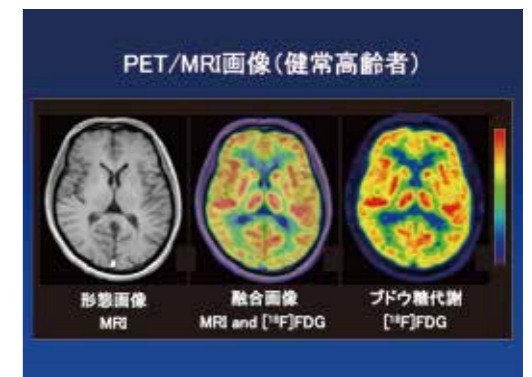 PET/MRI画像(健常高齢者)
形態画像
MRI
融合画像
MRI and [¹⁸F]FDG
ブドウ糖代謝
[¹⁸F]FDG